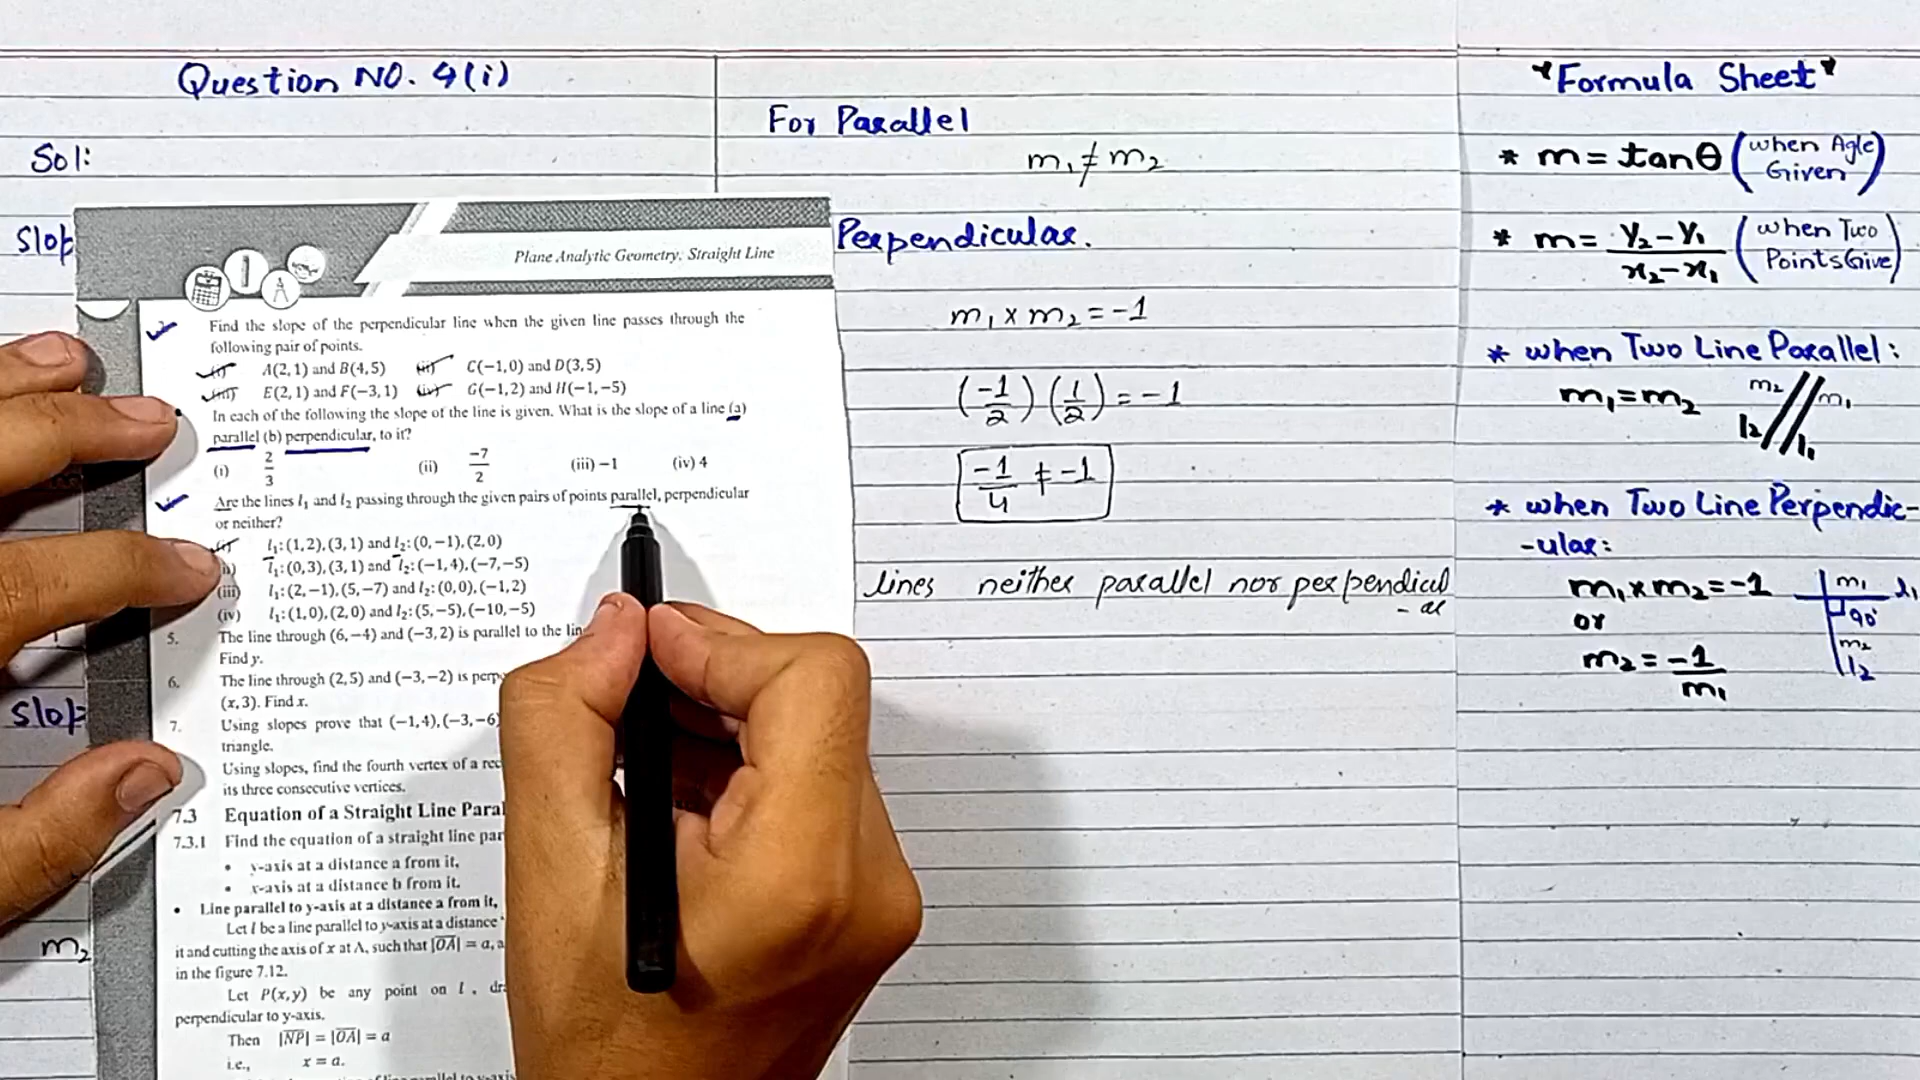 Question NO. 4(i)
Sol:
Slop
Slop
m₂
Plane Analytic Geometry: Straight Line
Find the slope of the perpendicular line when the given line passes through the
following pair of points.
(i) A(2, 1) and B(4, 5) (ii) C(−1, 0) and D(3, 5)
(iii) E(2, 1) and F(−3, 1) (iv) G(−1, 2) and H(−1, −5)
In each of the following the slope of the line is given. What is the slope of a line (a)
parallel (b) perpendicular, to it?
(i) 2/3 (ii) −7/2 (iii) −1 (iv) 4
Are the lines l₁ and l₂ passing through the given pairs of points parallel, perpendicular
or neither?
(i) l₁: (1, 2), (3, 1) and l₂: (0, −1), (2, 0)
ii) l₁: (0, 3), (3, 1) and l₂: (−1, 4), (−7, −5)
(iii) l₁: (2, −1), (5, −7) and l₂: (0, 0), (−1, 2)
(iv) l₁: (1, 0), (2, 0) and l₂: (5, −5), (−10, −5)
5. The line through (6, −4) and (−3, 2) is parallel to the lin
Find y.
6. The line through (2, 5) and (−3, −2) is perp
(x, 3). Find x.
7. Using slopes prove that (−1, 4), (−3, −6)
triangle.
Using slopes, find the fourth vertex of a rec
its three consecutive vertices.
7.3 Equation of a Straight Line Paral
7.3.1 Find the equation of a straight line par
• y-axis at a distance a from it,
• x-axis at a distance b from it.
• Line parallel to y-axis at a distance a from it,
Let l be a line parallel to y-axis at a distance
it and cutting the axis of x at A, such that |OA| = a, a
in the figure 7.12.
Let P(x, y) be any point on l, dr
perpendicular to y-axis.
Then |NP| = |OA| = a
i.e., x = a.
For Parallel
m₁ ≠ m₂
Perpendicular.
m₁ × m₂ = -1
(-1/2)(1/2) = -1
-1/4 ≠ -1
lines neither parallel nor perpendicul
- ar
"Formula Sheet"
* m = tanθ (when Agle Given)
* m = y₂ - y₁ / x₂ - x₁ (when Two Points Give)
* when Two Line Parallel:
m₁ = m₂
m₂ m₁
l₂ l₁
* when Two Line Perpendic-
-ular:
m₁ × m₂ = -1
or
m₂ = -1/m₁
m₁ l₁
90°
m₂
l₂